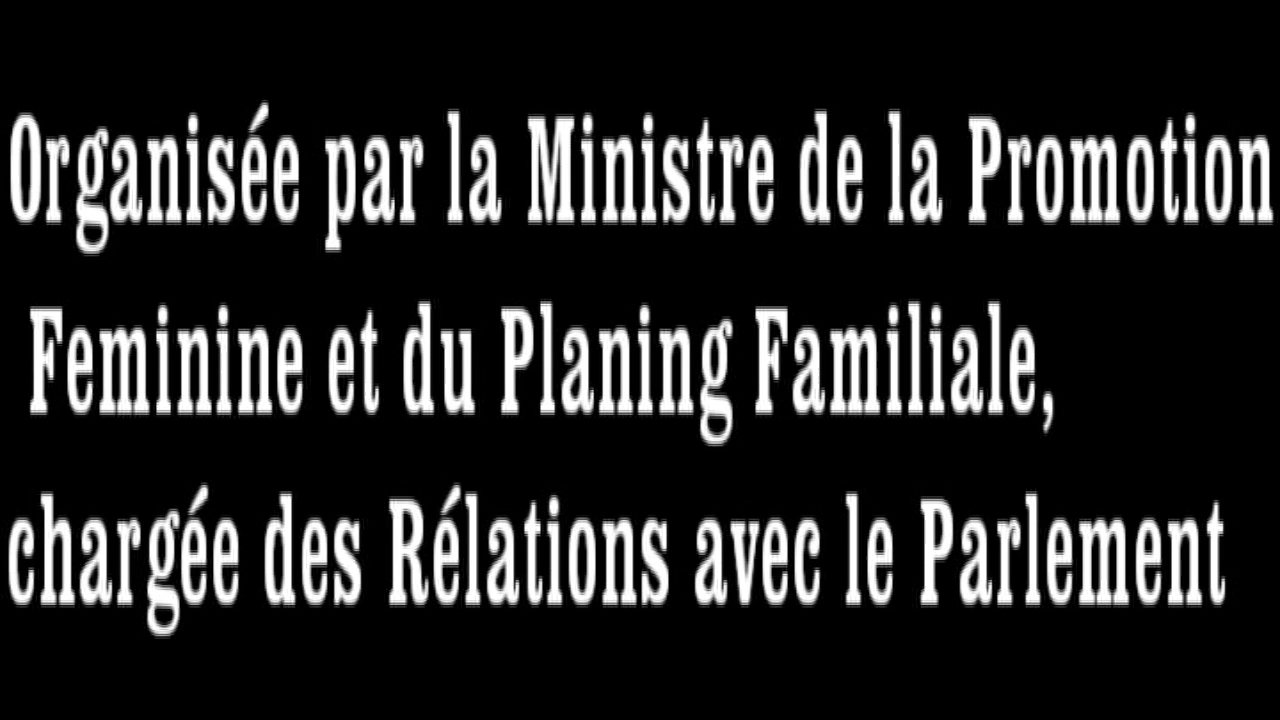 Organisée par la Ministre de la Promotion
Feminine et du Planing Familiale,
chargée des Rélations avec le Parlement